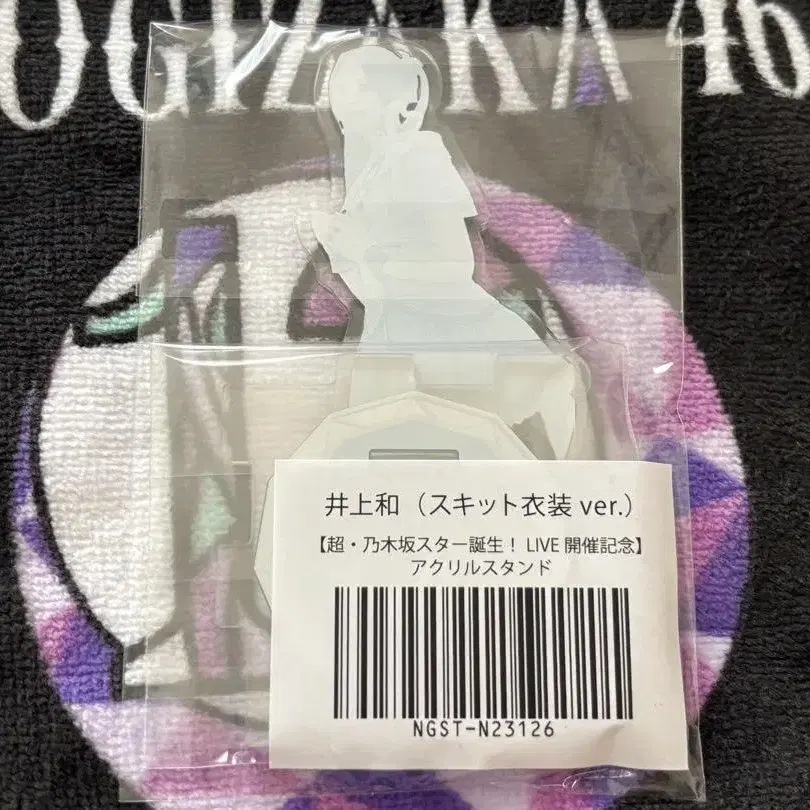 OGIZAKA 46
井上和（スキット衣装 ver.）
【超・乃木坂スター誕生！ LIVE 開催記念】
アクリルスタンド
NGST-N23126